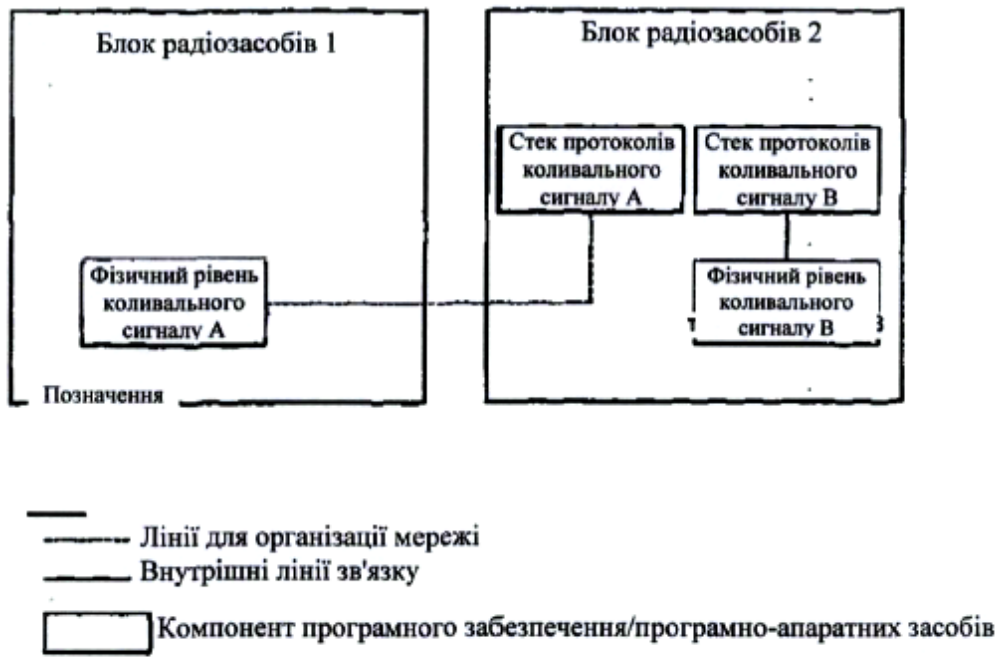 Блок радіозасобів 1
Блок радіозасобів 2
Стек протоколів
коливального
сигналу А
Стек протоколів
коливального
сигналу В
Фізичний рівень
коливального
сигналу А
Фізичний рівень
коливального
сигналу В
Позначення
Лінії для організації мережі
Внутрішні лінії зв'язку
Компонент програмного забезпечення/програмно-апаратних засобів